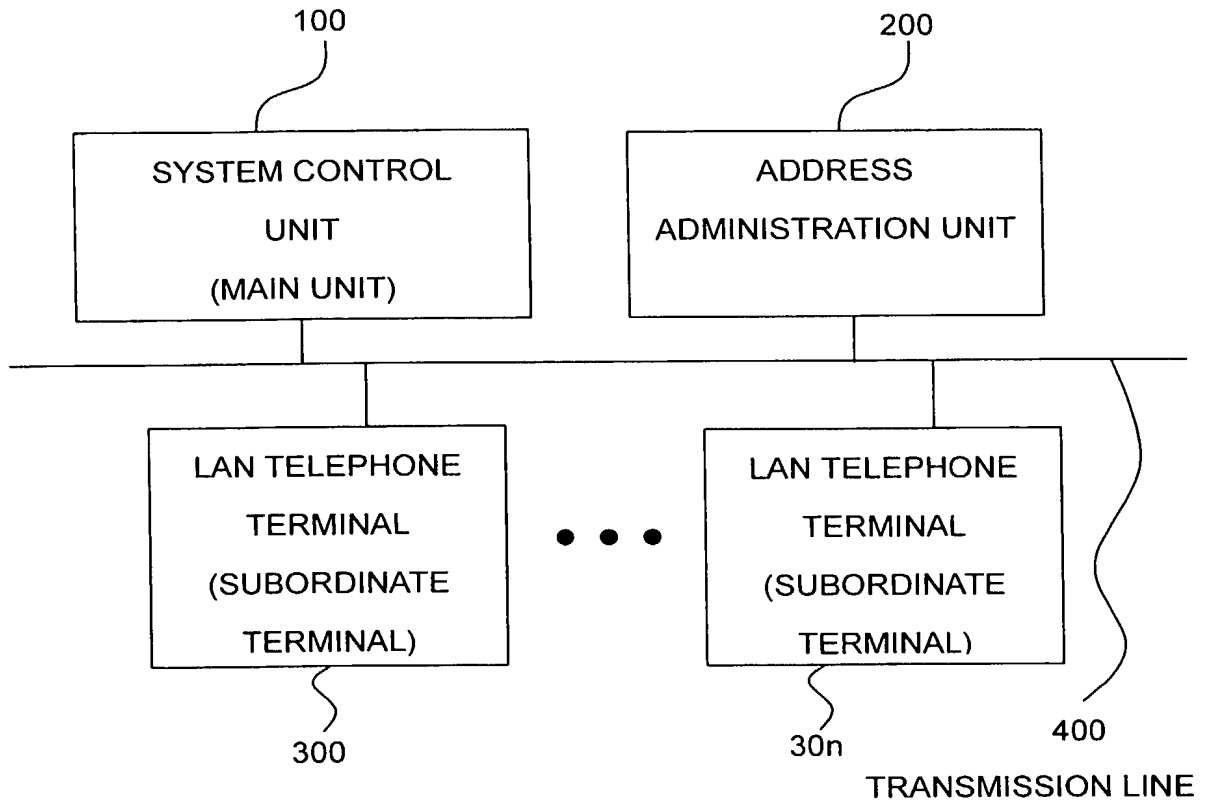 100
200
SYSTEM CONTROL
UNIT
(MAIN UNIT)
ADDRESS
ADMINISTRATION UNIT
LAN TELEPHONE
TERMINAL
(SUBORDINATE
TERMINAL)
LAN TELEPHONE
TERMINAL
(SUBORDINATE
TERMINAL)
300
30n
400
TRANSMISSION LINE